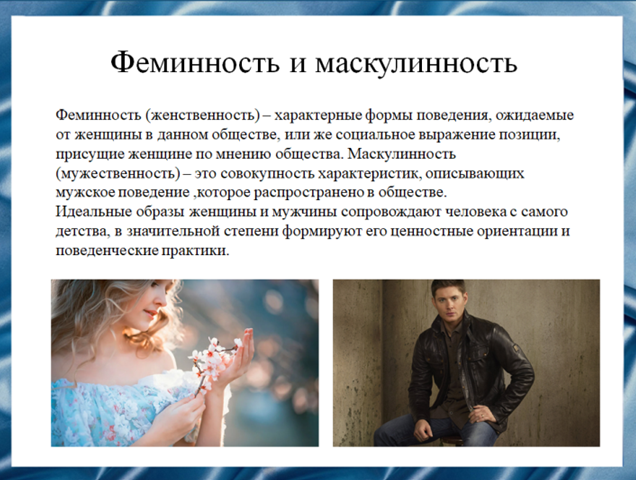 Феминность и маскулинность
Феминность (женственность) – характерные формы поведения, ожидаемые
от женщины в данном обществе, или же социальное выражение позиции,
присущие женщине по мнению общества. Маскулинность
(мужественность) – это совокупность характеристик, описывающих
мужское поведение ,которое распространено в обществе.
Идеальные образы женщины и мужчины сопровождают человека с самого
детства, в значительной степени формируют его ценностные ориентации и
поведенческие практики.